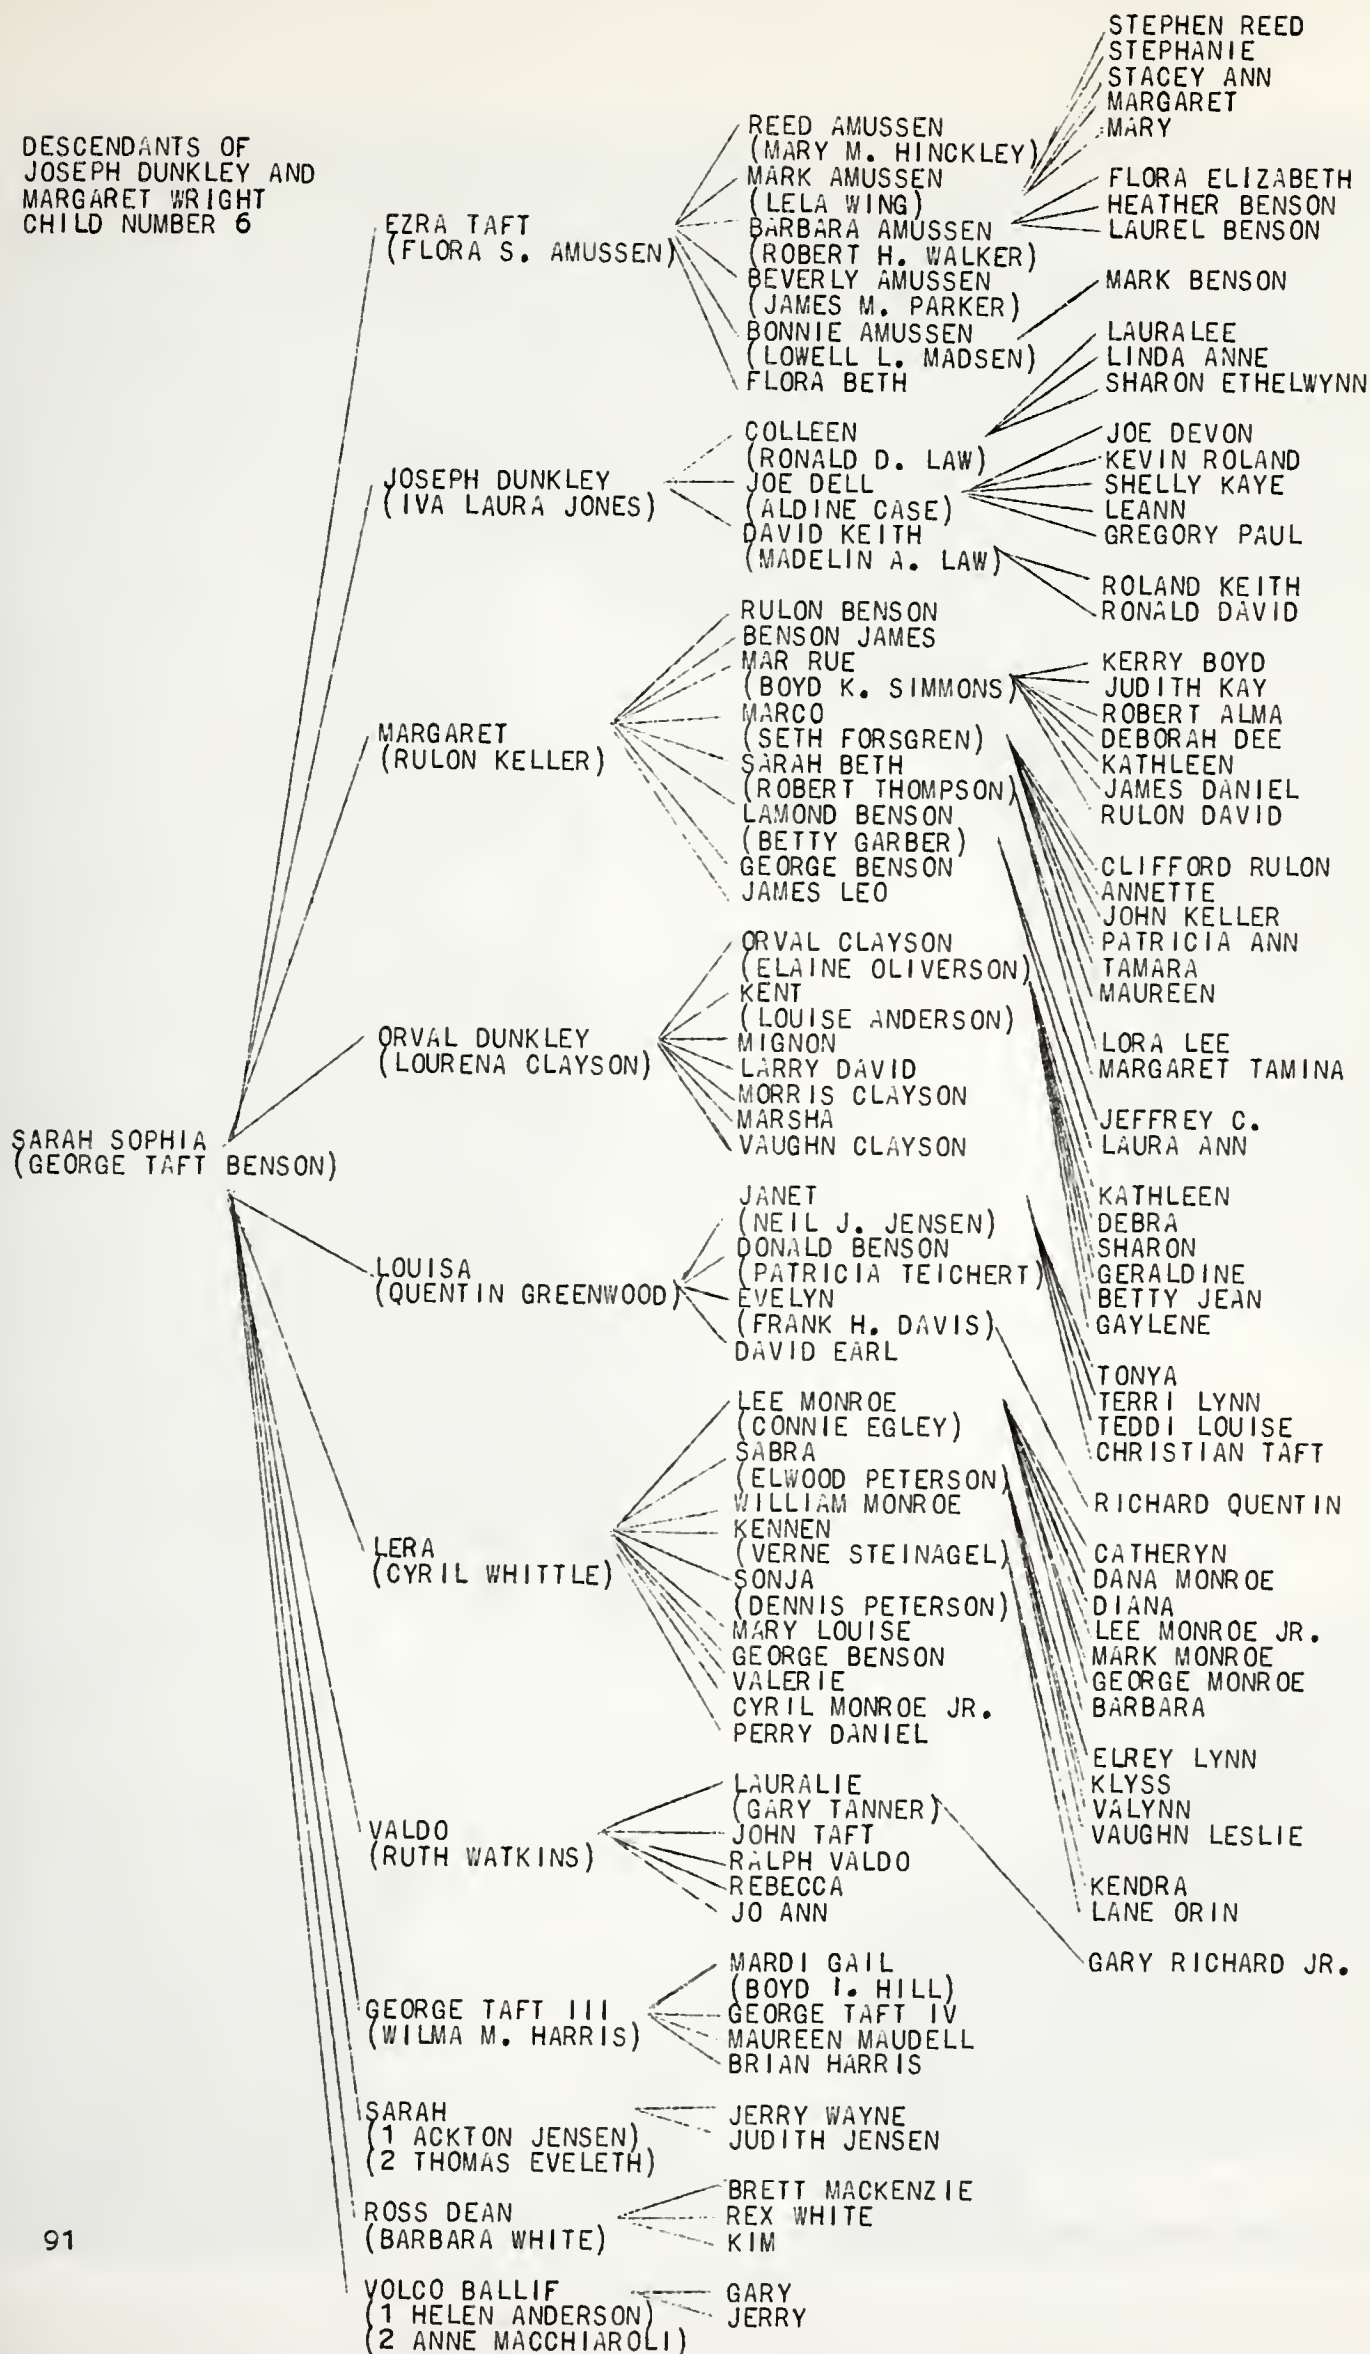 DESCENDANTS OF
JOSEPH DUNKLEY AND
MARGARET WRIGHT
CHILD NUMBER 6
SARAH SOPHIA
(GEORGE TAFT BENSON)
EZRA TAFT
(FLORA S. AMUSSEN)
JOSEPH DUNKLEY
(IVA LAURA JONES)
MARGARET
(RULON KELLER)
ORVAL DUNKLEY
(LOURENA CLAYSON)
LOUISA
(QUENTIN GREENWOOD)
LERA
(CYRIL WHITTLE)
VALDO
(RUTH WATKINS)
GEORGE TAFT III
(WILMA M. HARRIS)
SARAH
(1 ACKTON JENSEN)
(2 THOMAS EVELETH)
ROSS DEAN
(BARBARA WHITE)
VOLCO BALLIF
(1 HELEN ANDERSON)
(2 ANNE MACCHIAROLI)
REED AMUSSEN
(MARY M. HINCKLEY)
MARK AMUSSEN
(LELA WING)
BARBARA AMUSSEN
(ROBERT H. WALKER)
BEVERLY AMUSSEN
(JAMES M. PARKER)
BONNIE AMUSSEN
(LOWELL L. MADSEN)
FLORA BETH
COLLEEN
(RONALD D. LAW)
JOE DELL
(ALDINE CASE)
DAVID KEITH
(MADELIN A. LAW)
RULON BENSON
BENSON JAMES
MAR RUE
(BOYD K. SIMMONS)
MARCO
(SETH FORSGREN)
SARAH BETH
(ROBERT THOMPSON)
LAMOND BENSON
(BETTY GARBER)
GEORGE BENSON
JAMES LEO
ORVAL CLAYSON
(ELAINE OLIVERSON)
KENT
(LOUISE ANDERSON)
MIGNON
LARRY DAVID
MORRIS CLAYSON
MARSHA
VAUGHN CLAYSON
JANET
(NEIL J. JENSEN)
DONALD BENSON
(PATRICIA TEICHERT)
EVELYN
(FRANK H. DAVIS)
DAVID EARL
LEE MONROE
(CONNIE EGLEY)
SABRA
(ELWOOD PETERSON)
WILLIAM MONROE
KENNEN
(VERNE STEINAGEL)
SONJA
(DENNIS PETERSON)
MARY LOUISE
GEORGE BENSON
VALERIE
CYRIL MONROE JR.
PERRY DANIEL
LAURALIE
(GARY TANNER)
JOHN TAFT
RALPH VALDO
REBECCA
JO ANN
MARDI GAIL
(BOYD I. HILL)
GEORGE TAFT IV
MAUREEN MAUDELL
BRIAN HARRIS
JERRY WAYNE
JUDITH JENSEN
BRETT MACKENZIE
REX WHITE
KIM
GARY
JERRY
STEPHEN REED
STEPHANIE
STACEY ANN
MARGARET
MARY
FLORA ELIZABETH
HEATHER BENSON
LAUREL BENSON
MARK BENSON
LAURALEE
LINDA ANNE
SHARON ETHELWYNN
JOE DEVON
KEVIN ROLAND
SHELLY KAYE
LEANN
GREGORY PAUL
ROLAND KEITH
RONALD DAVID
KERRY BOYD
JUDITH KAY
ROBERT ALMA
DEBORAH DEE
KATHLEEN
JAMES DANIEL
RULON DAVID
CLIFFORD RULON
ANNETTE
JOHN KELLER
PATRICIA ANN
TAMARA
MAUREEN
LORA LEE
MARGARET TAMINA
JEFFREY C.
LAURA ANN
KATHLEEN
DEBRA
SHARON
GERALDINE
BETTY JEAN
GAYLENE
TONYA
TERRI LYNN
TEDDI LOUISE
CHRISTIAN TAFT
RICHARD QUENTIN
CATHERYN
DANA MONROE
DIANA
LEE MONROE JR.
MARK MONROE
GEORGE MONROE
BARBARA
ELREY LYNN
KLYSS
VALYNN
VAUGHN LESLIE
KENDRA
LANE ORIN
GARY RICHARD JR.
91